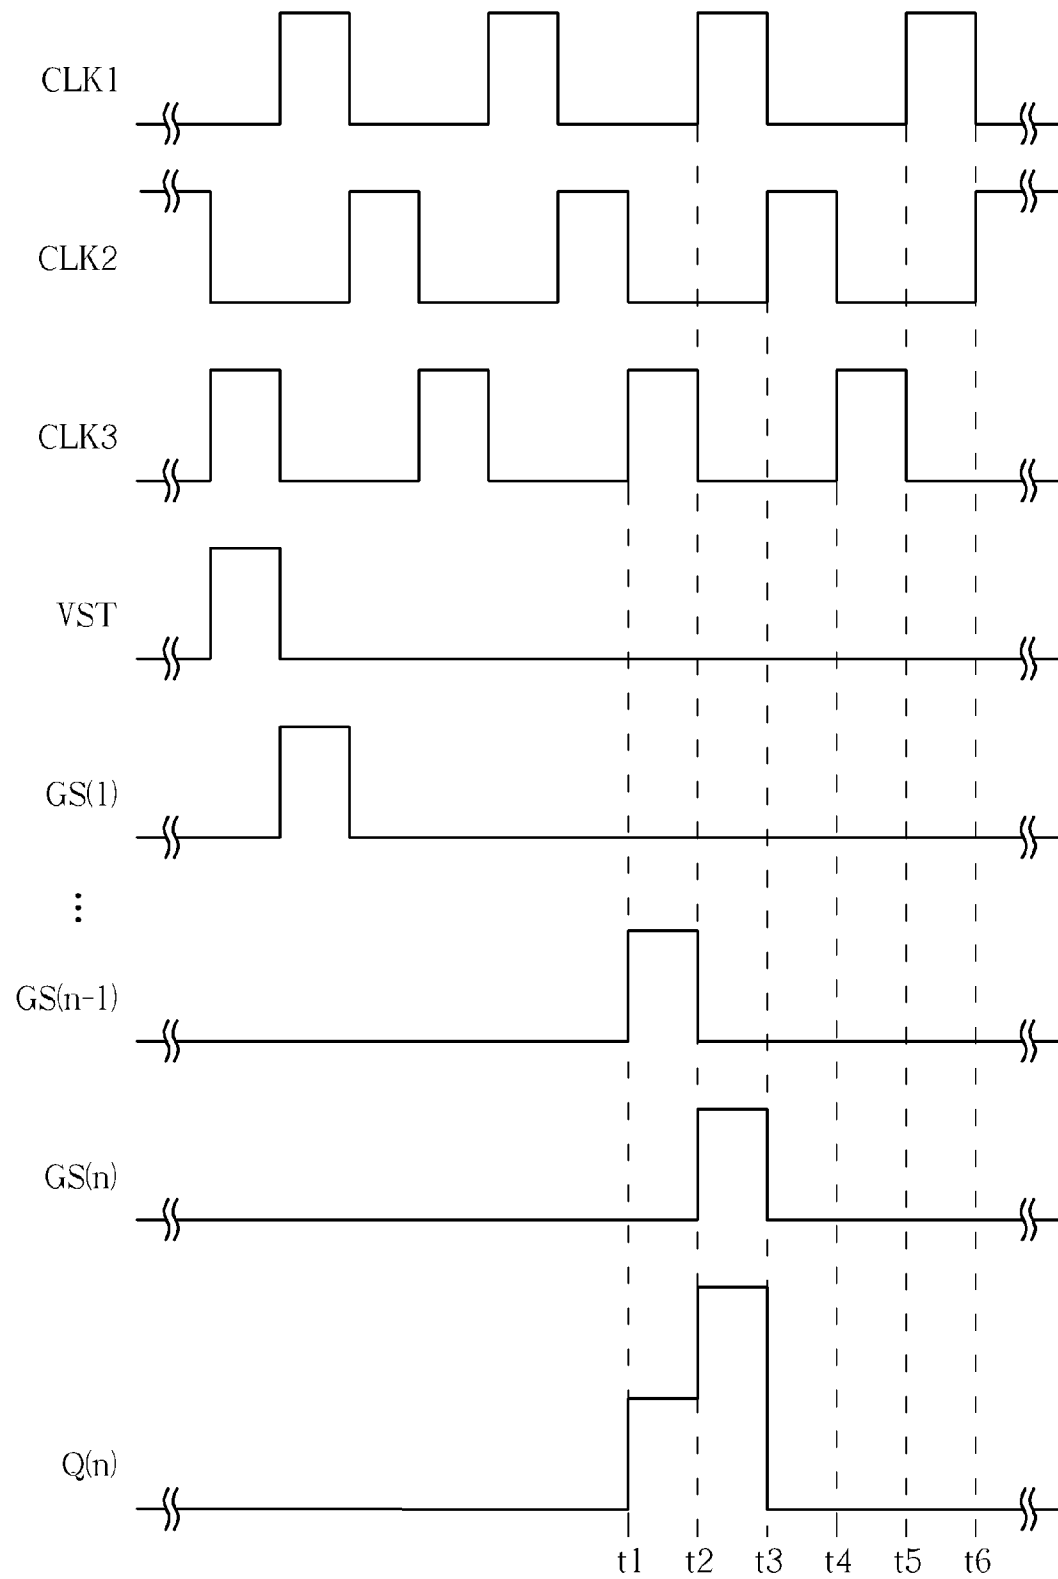 CLK1
CLK2
CLK3
VST
GS(1)
⋮
GS(n-1)
GS(n)
Q(n)
t1 t2 t3 t4 t5 t6